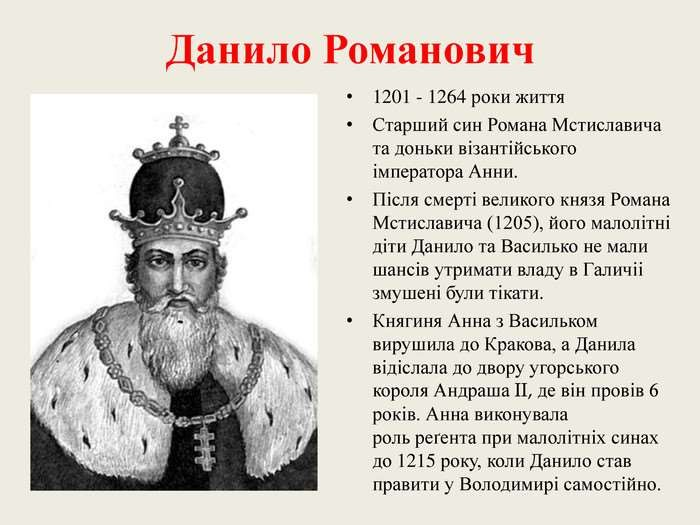 Данило Романович
• 1201 - 1264 роки життя
• Старший син Романа Мстиславича
та доньки візантійського
імператора Анни.
• Після смерті великого князя Романа
Мстиславича (1205), його малолітні
діти Данило та Василько не мали
шансів утримати владу в Галичіі
змушені були тікати.
• Княгиня Анна з Васильком
вирушила до Кракова, а Данила
відіслала до двору угорського
короля Андраша II, де він провів 6
років. Анна виконувала
роль реґента при малолітніх синах
до 1215 року, коли Данило став
правити у Володимирі самостійно.